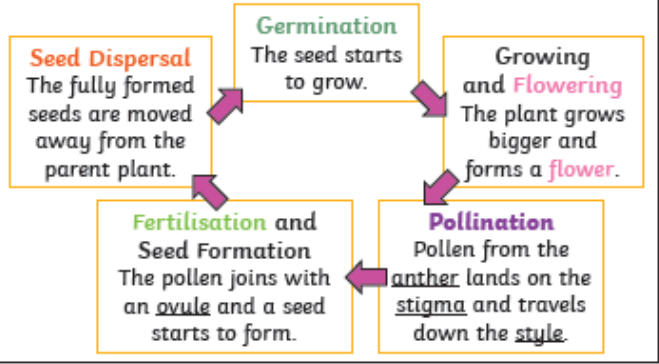 Germination
The seed starts
to grow.
Growing
and Flowering
The plant grows
bigger and
forms a flower.
Pollination
Pollen from the
anther lands on the
stigma and travels
down the style.
Fertilisation and
Seed Formation
The pollen joins with
an ovule and a seed
starts to form.
Seed Dispersal
The fully formed
seeds are moved
away from the
parent plant.